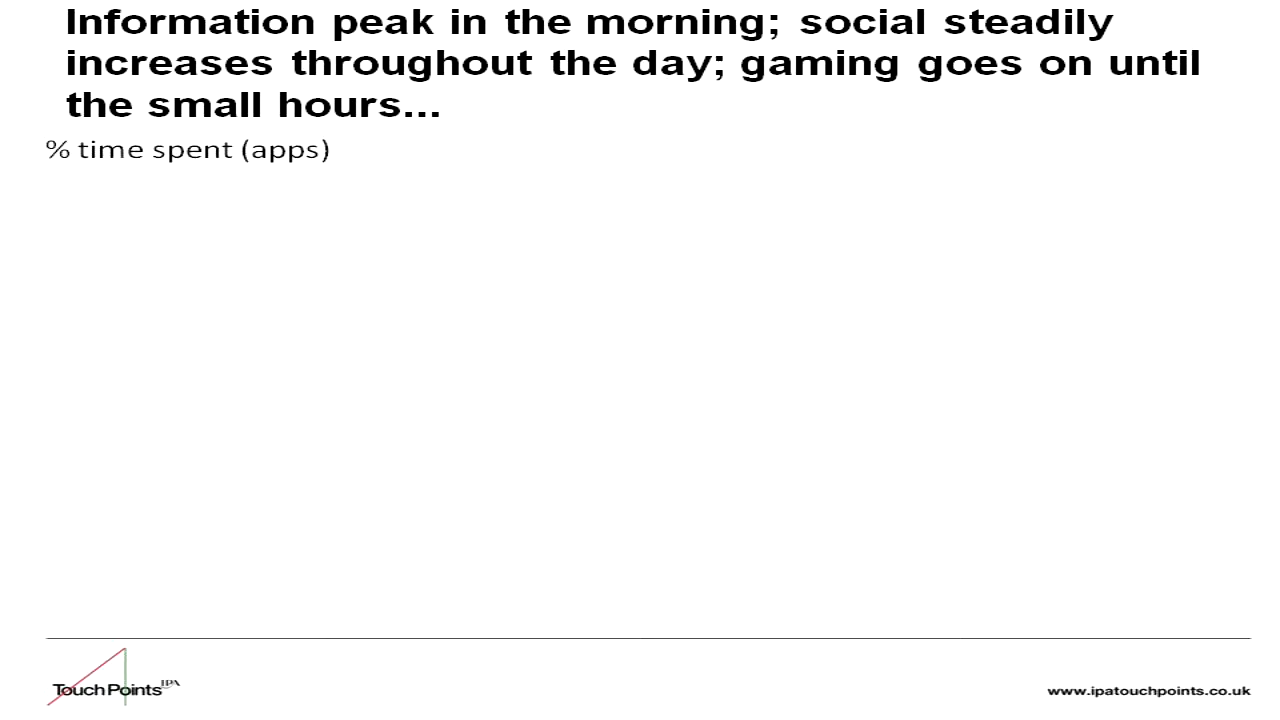 Information peak in the morning; social steadily
increases throughout the day; gaming goes on until
the small hours...
% time spent (apps)
TouchPoints IPA
www.ipatouchpoints.co.uk